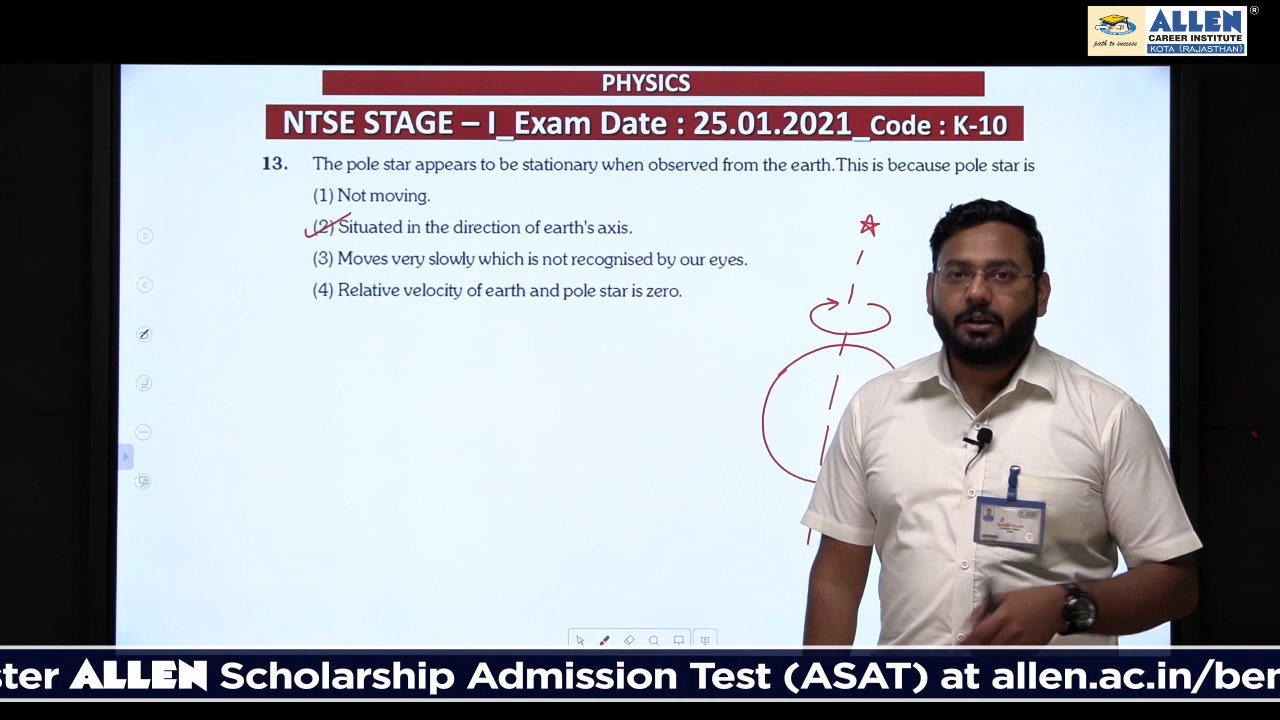 ALLEN
®
CAREER INSTITUTE
path to success
KOTA (RAJASTHAN)
PHYSICS
NTSE STAGE – I_Exam Date : 25.01.2021_Code : K-10
13. The pole star appears to be stationary when observed from the earth.This is because pole star is
(1) Not moving.
(2) Situated in the direction of earth's axis.
(3) Moves very slowly which is not recognised by our eyes.
(4) Relative velocity of earth and pole star is zero.
ster ALLEN Scholarship Admission Test (ASAT) at allen.ac.in/ber